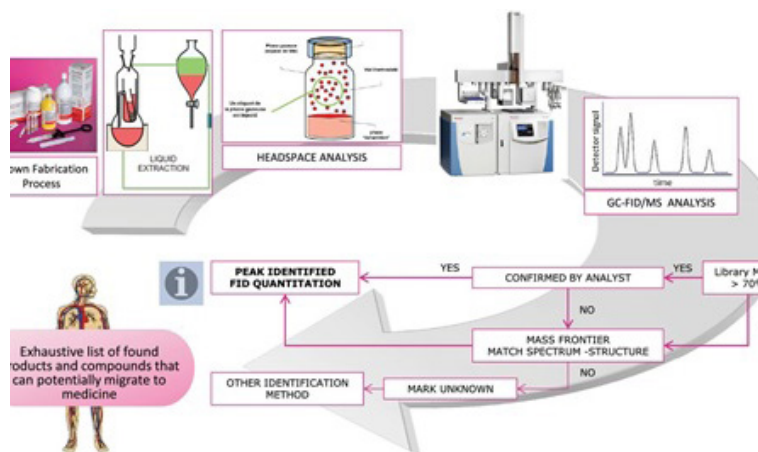 own Fabrication
Process
LIQUID
EXTRACTION
HEADSPACE ANALYSIS
Detector signal
time
GC-FID/MS ANALYSIS
PEAK IDENTIFIED
FID QUANTITATION
YES
CONFIRMED BY ANALYST
YES
Library M
> 70%
NO
MASS FRONTIER
MATCH SPECTRUM -STRUCTURE
NO
MARK UNKNOWN
OTHER IDENTIFICATION
METHOD
Exhaustive list of found
products and compounds that
can potentially migrate to
medicine